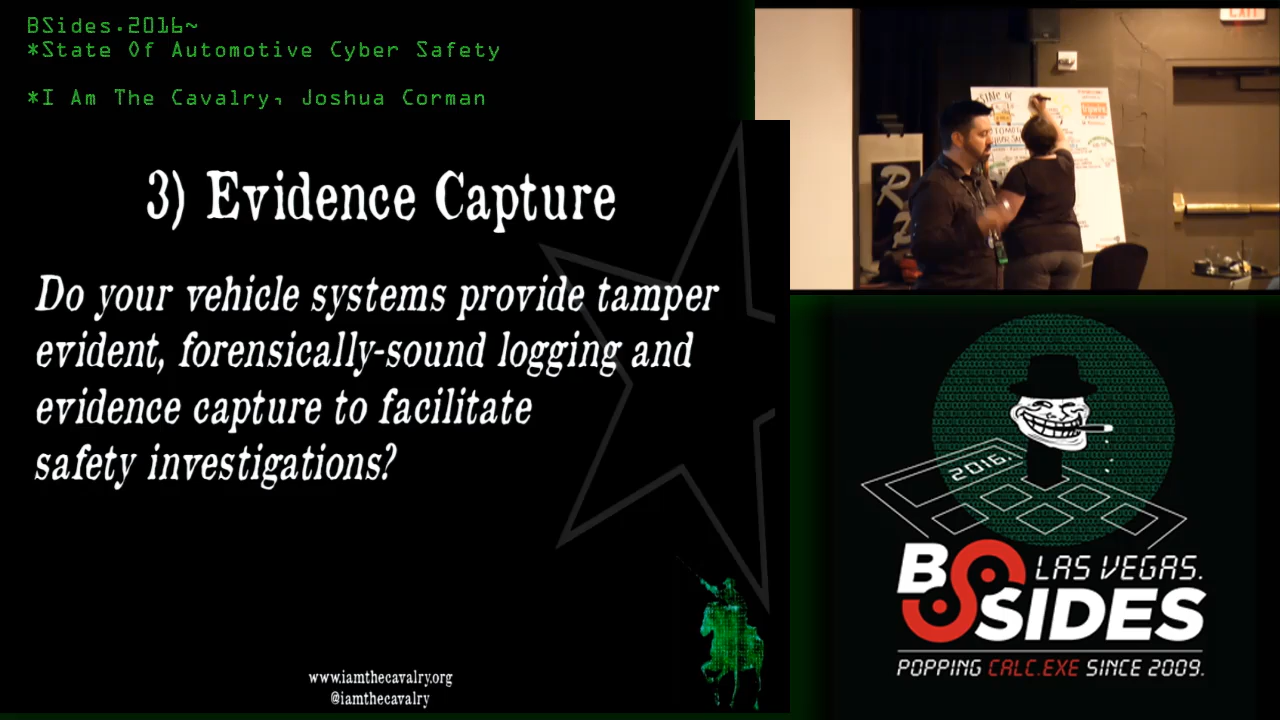 BSides.2016~
*State Of Automotive Cyber Safety
*I Am The Cavalry, Joshua Corman
3) Evidence Capture
Do your vehicle systems provide tamper
evident, forensically-sound logging and
evidence capture to facilitate
safety investigations?
www.iamthecavalry.org
@iamthecavalry
EXIT
2016.
BSIDES
LAS VEGAS.
POPPING CALC.EXE SINCE 2009.